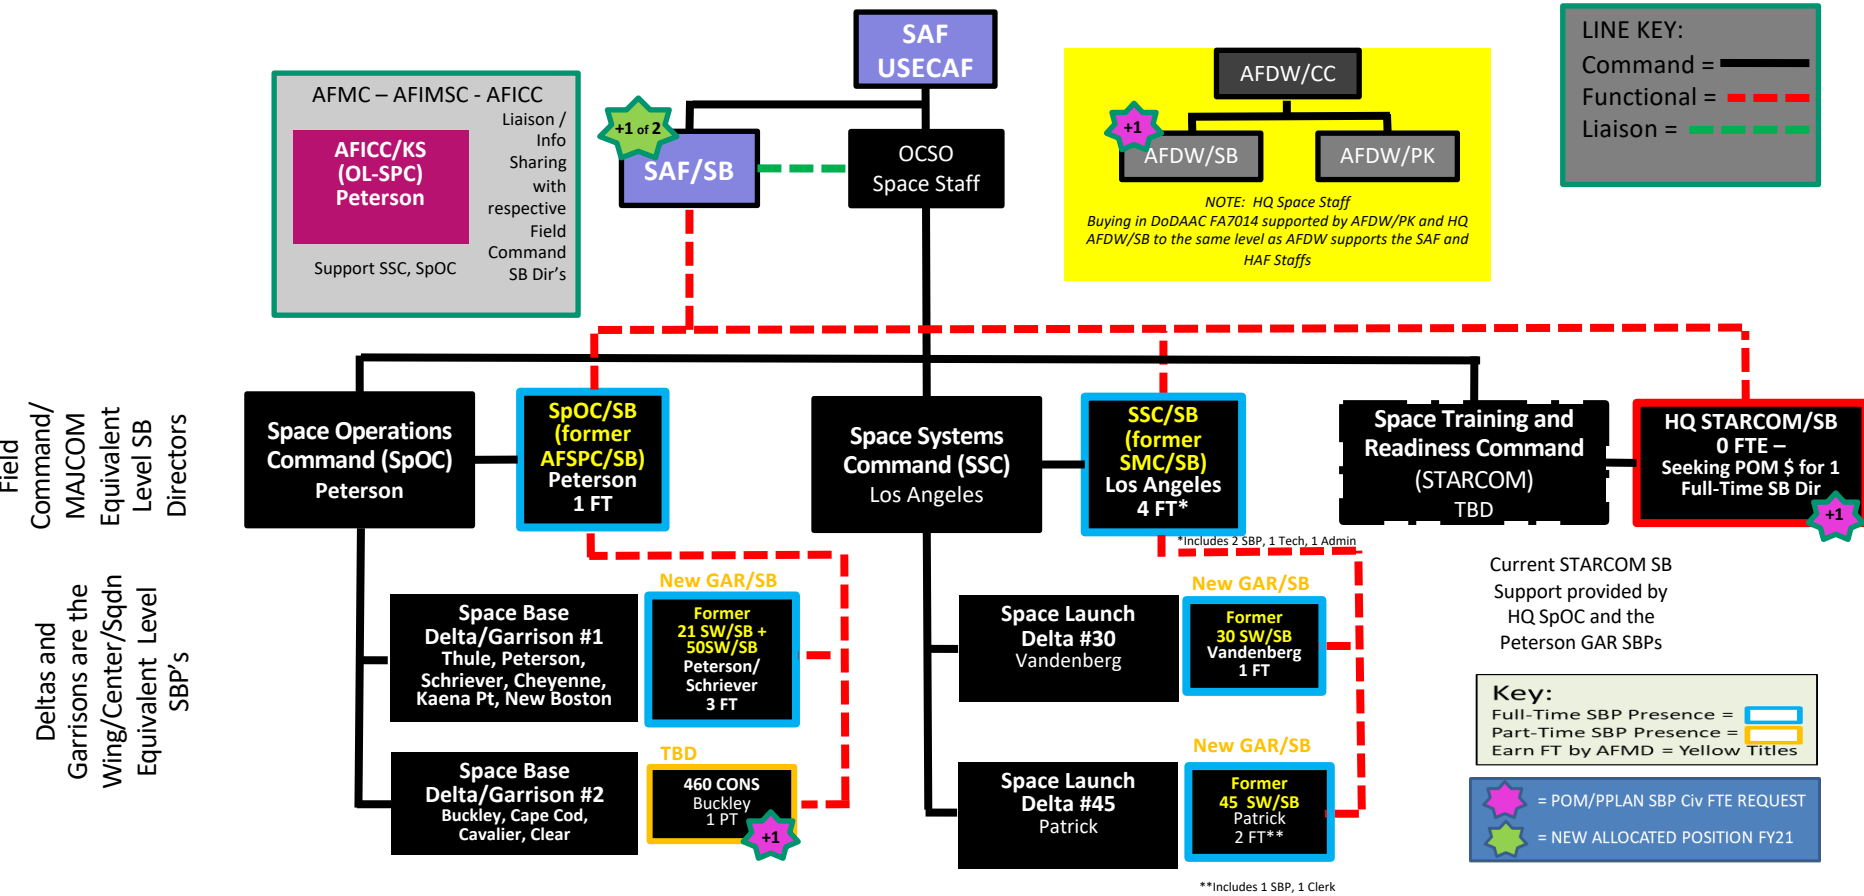 SAF
USECAF
+1 of 2
SAF/SB
OCSO
Space Staff
AFMC – AFIMSC - AFICC
AFICC/KS
(OL-SPC)
Peterson
Support SSC, SpOC
Liaison /
Info
Sharing
with
respective
Field
Command
SB Dir's
AFDW/CC
+1
AFDW/SB
AFDW/PK
NOTE: HQ Space Staff
Buying in DoDAAC FA7014 supported by AFDW/PK and HQ
AFDW/SB to the same level as AFDW supports the SAF and
HAF Staffs
LINE KEY:
Command =
Functional =
Liaison =
Field
Command/
MAJCOM
Equivalent
Level SB
Directors
Space Operations
Command (SpOC)
Peterson
SpOC/SB
(former
AFSPC/SB)
Peterson
1 FT
Space Systems
Command (SSC)
Los Angeles
SSC/SB
(former
SMC/SB)
Los Angeles
4 FT*
*Includes 2 SBP, 1 Tech, 1 Admin
Space Training and
Readiness Command
(STARCOM)
TBD
HQ STARCOM/SB
0 FTE –
Seeking POM $ for 1
Full-Time SB Dir
+1
Current STARCOM SB
Support provided by
HQ SpOC and the
Peterson GAR SBPs
Deltas and
Garrisons are the
Wing/Center/Sqdn
Equivalent Level
SBP's
Space Base
Delta/Garrison #1
Thule, Peterson,
Schriever, Cheyenne,
Kaena Pt, New Boston
New GAR/SB
Former
21 SW/SB +
50SW/SB
Peterson/
Schriever
3 FT
Space Base
Delta/Garrison #2
Buckley, Cape Cod,
Cavalier, Clear
TBD
460 CONS
Buckley
1 PT
+1
Space Launch
Delta #30
Vandenberg
New GAR/SB
Former
30 SW/SB
Vandenberg
1 FT
Space Launch
Delta #45
Patrick
New GAR/SB
Former
45 SW/SB
Patrick
2 FT**
**Includes 1 SBP, 1 Clerk
Key:
Full-Time SBP Presence =
Part-Time SBP Presence =
Earn FT by AFMD = Yellow Titles
= POM/PPLAN SBP Civ FTE REQUEST
= NEW ALLOCATED POSITION FY21